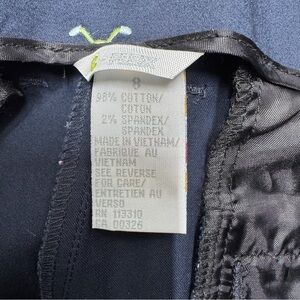 8
98% COTTON/
COTON
2% SPANDEX/
SPANDEX
MADE IN VIETNAM/
FABRIQUE AU
VIETNAM
SEE REVERSE
FOR CARE/
ENTRETIEN AU
VERSO
RN 113310
CA 00326